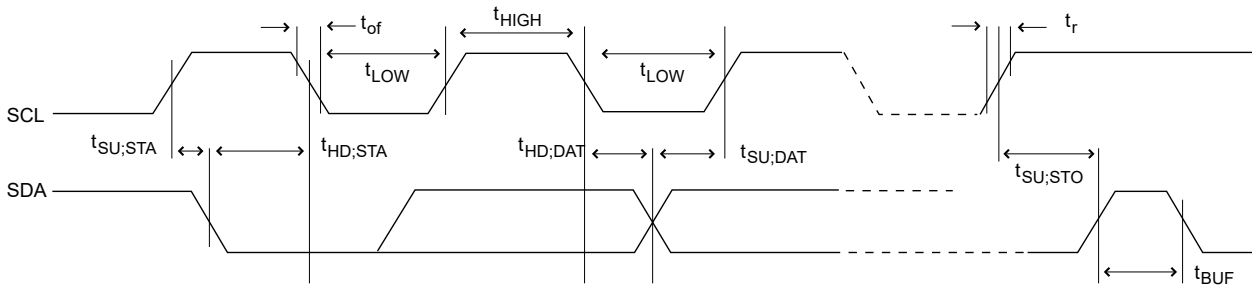 t_of
t_HIGH
t_r
t_LOW
t_LOW
SCL
t_SU;STA
t_HD;STA
t_HD;DAT
t_SU;DAT
t_SU;STO
SDA
t_BUF